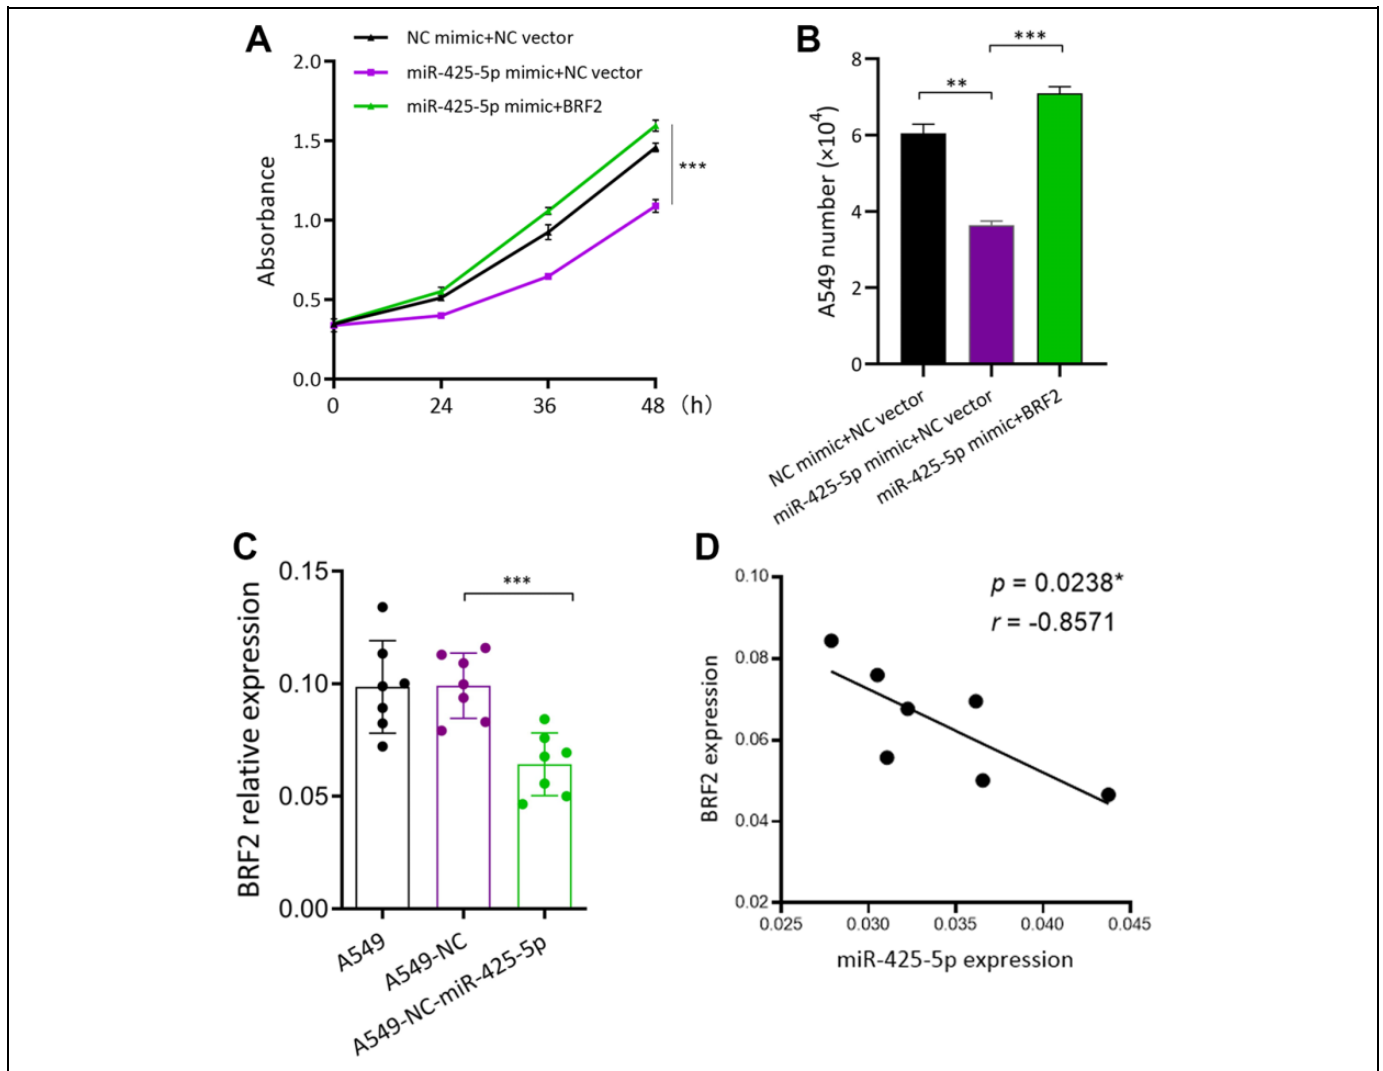 A
NC mimic+NC vector
miR-425-5p mimic+NC vector
miR-425-5p mimic+BRF2
2.0
1.5
1.0
0.5
0.0
Absorbance
***
0 24 36 48 (h)
B
***
**
8
6
4
2
0
A549 number (×10⁴)
NC mimic+NC vector
miR-425-5p mimic+NC vector
miR-425-5p mimic+BRF2
C
0.15
0.10
0.05
0.00
BRF2 relative expression
***
A549
A549-NC
A549-NC-miR-425-5p
D
p = 0.0238*
r = -0.8571
0.10
0.08
0.06
0.04
0.02
BRF2 expression
0.025 0.030 0.035 0.040 0.045
miR-425-5p expression